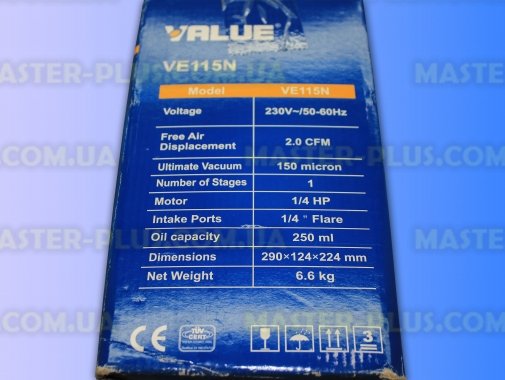 VALUE
VE115N
Model VE115N
Voltage 230V~/50-60Hz
Free Air
Displacement 2.0 CFM
Ultimate Vacuum 150 micron
Number of Stages 1
Motor 1/4 HP
Intake Ports 1/4 " Flare
Oil capacity 250 ml
Dimensions 290×124×224 mm
Net Weight 6.6 kg
CE TÜV CERT 3
MASTER-PLUS.COM.UA